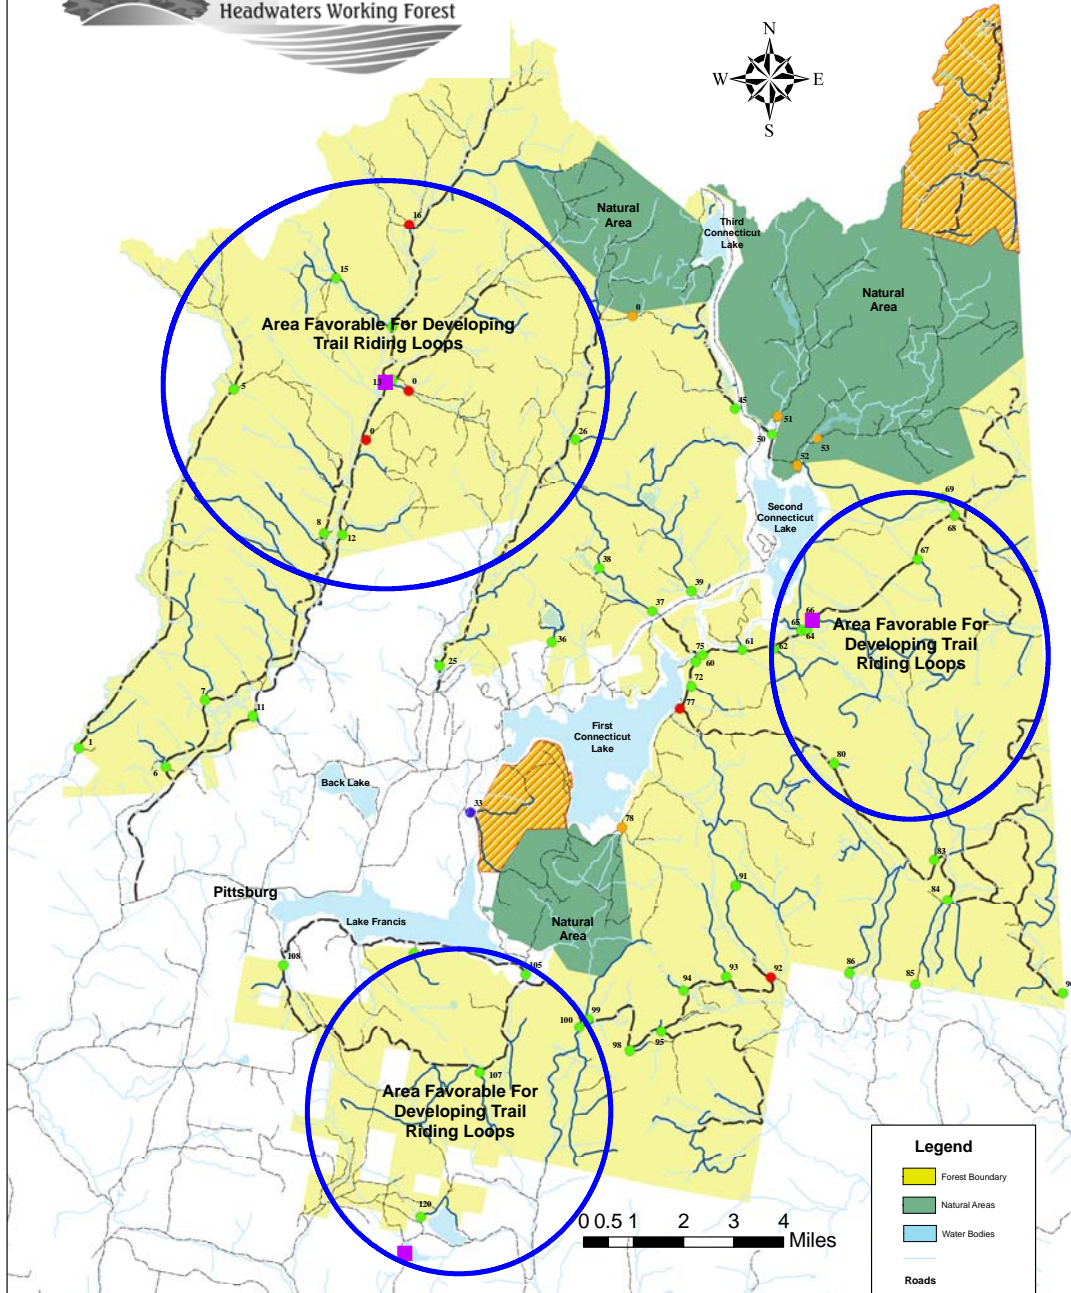 Headwaters Working Forest
N
W E
S
16
Natural
Area
Third
Connecticut
Lake
15
Natural
Area
0
Area Favorable For Developing
Trail Riding Loops
13
0
5
45
51
50
53
0
26
52
69
Second
Connecticut
Lake
68
8
12
67
38
39
37
66
65
64
Area Favorable For
Developing Trail
Riding Loops
36
75
60
61
62
25
72
7
77
11
First
Connecticut
Lake
1
80
6
Back Lake
33
78
83
91
84
Pittsburg
Lake Francis
Natural
Area
108
105
94
93
92
86
85
99
100
98
95
107
Area Favorable For
Developing Trail
Riding Loops
120
0 0.5 1 2 3 4
Miles
Legend
Forest Boundary
Natural Areas
Water Bodies
Roads